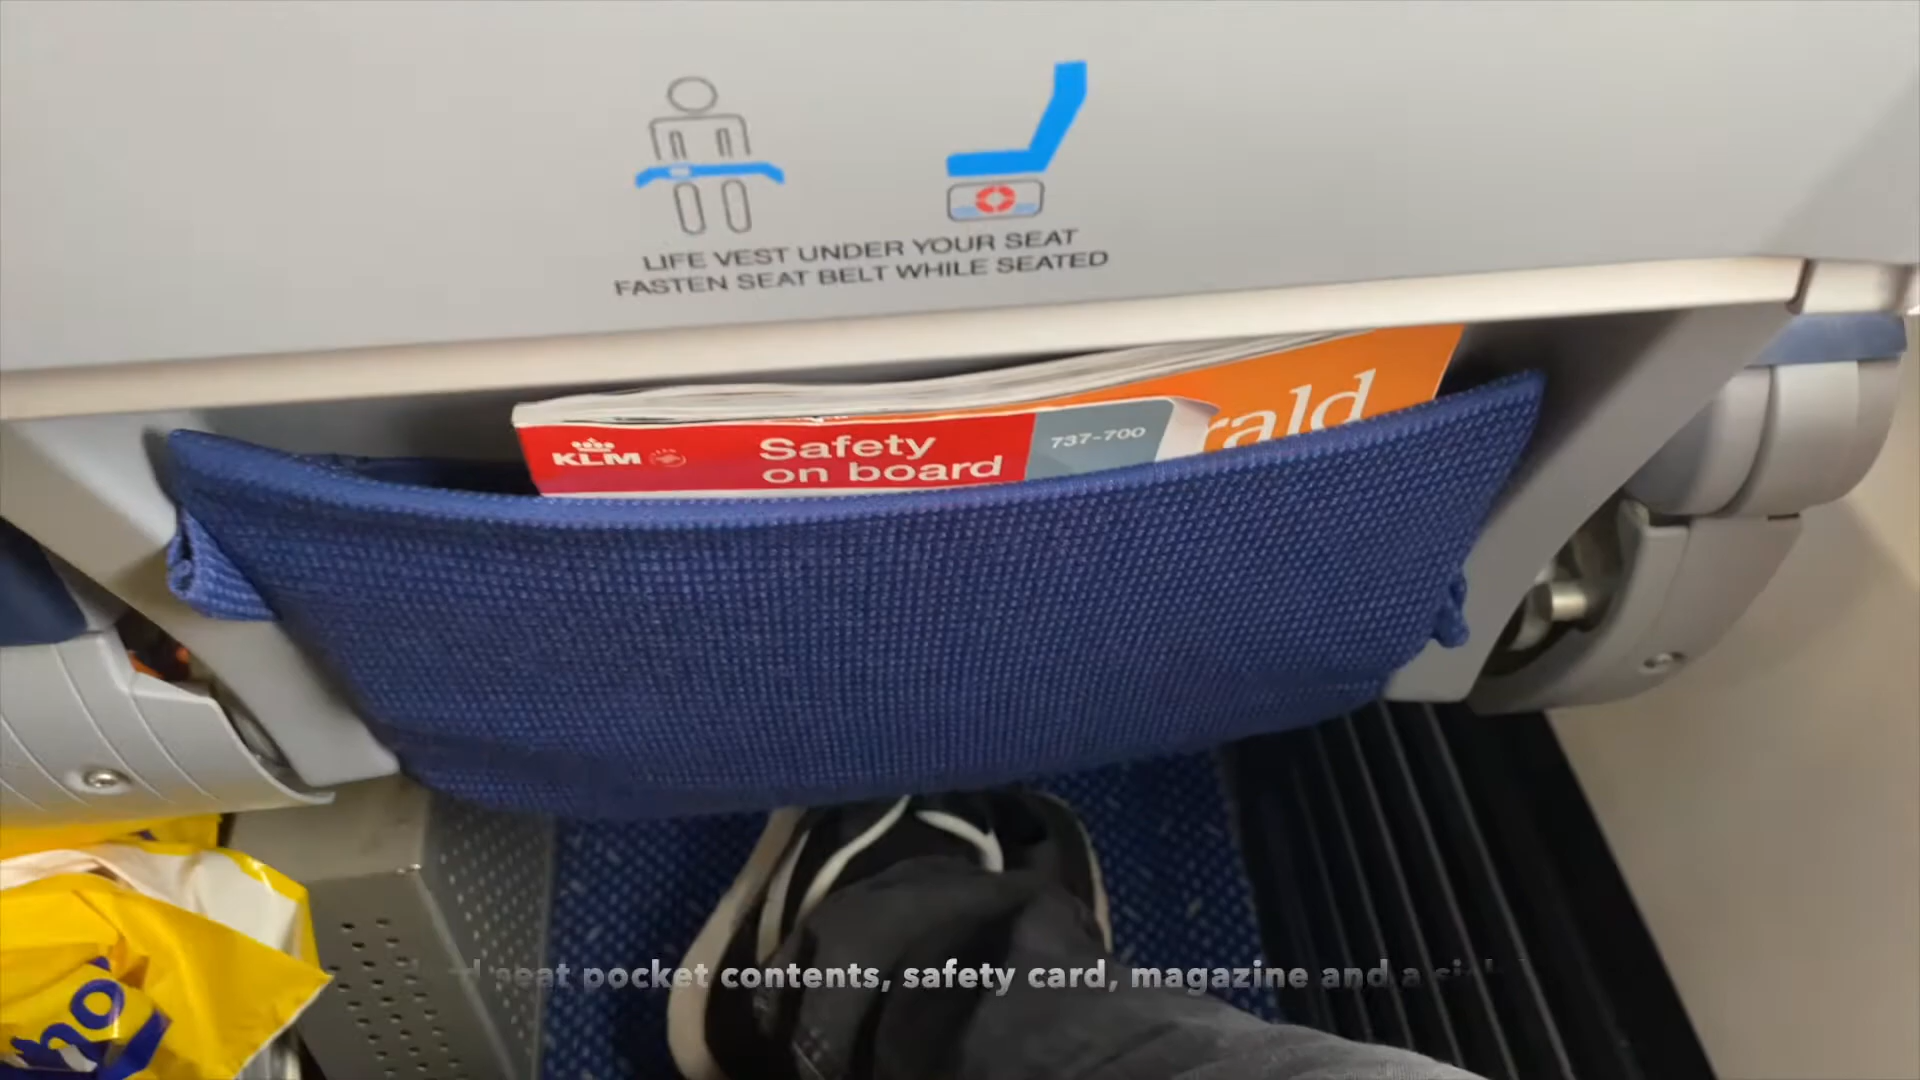 LIFE VEST UNDER YOUR SEAT
FASTEN SEAT BELT WHILE SEATED
KLM
Safety
on board
737-700
rald
ho
seat pocket contents, safety card, magazine and a